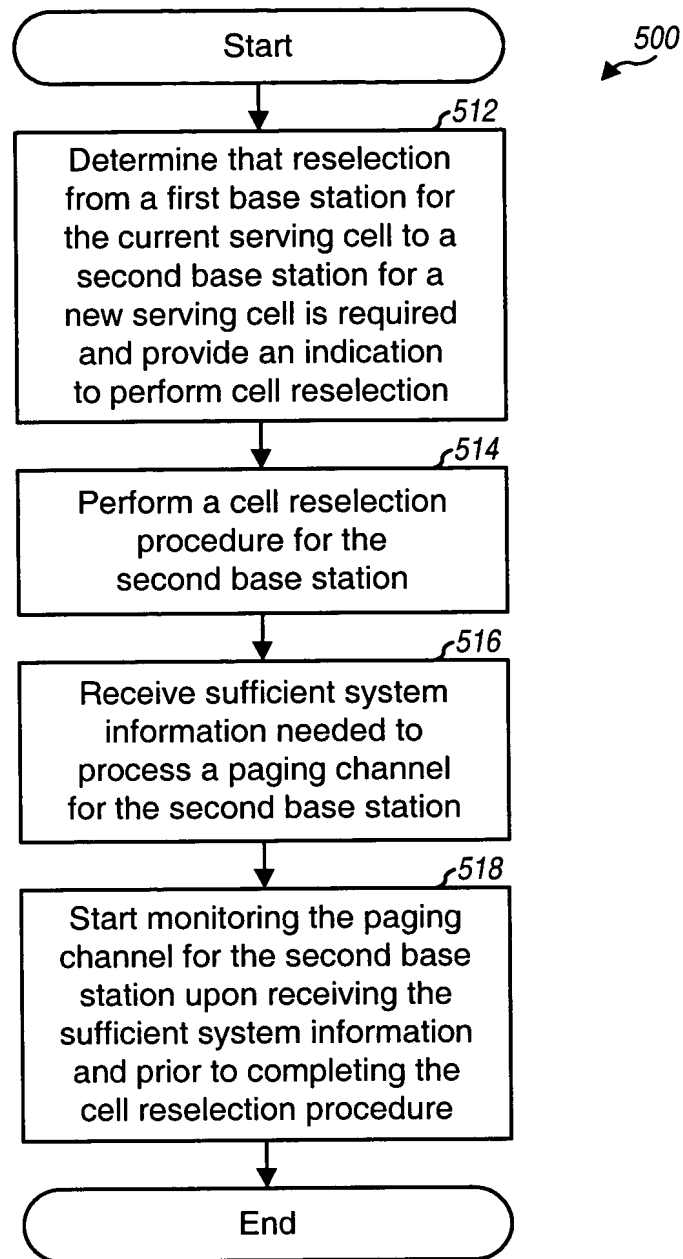 Start
500
512
Determine that reselection
from a first base station for
the current serving cell to a
second base station for a
new serving cell is required
and provide an indication
to perform cell reselection
514
Perform a cell reselection
procedure for the
second base station
516
Receive sufficient system
information needed to
process a paging channel
for the second base station
518
Start monitoring the paging
channel for the second base
station upon receiving the
sufficient system information
and prior to completing the
cell reselection procedure
End